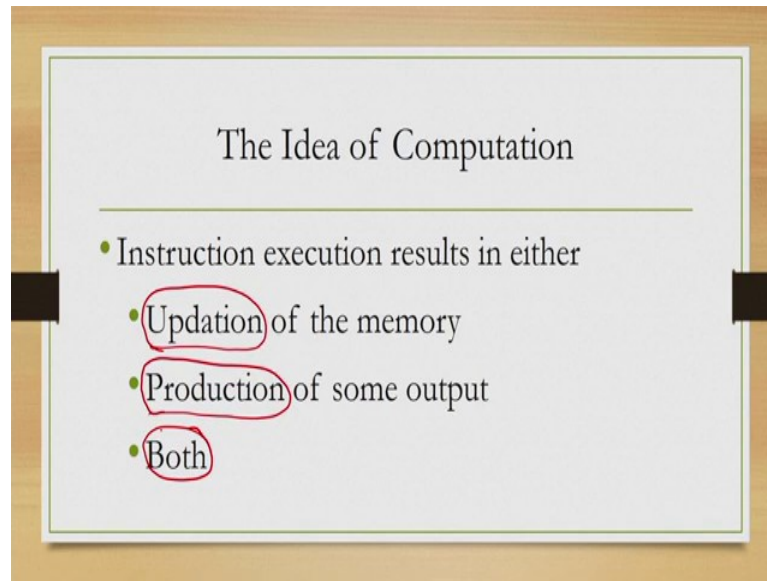 The Idea of Computation
• Instruction execution results in either
• Updation of the memory
• Production of some output
• Both